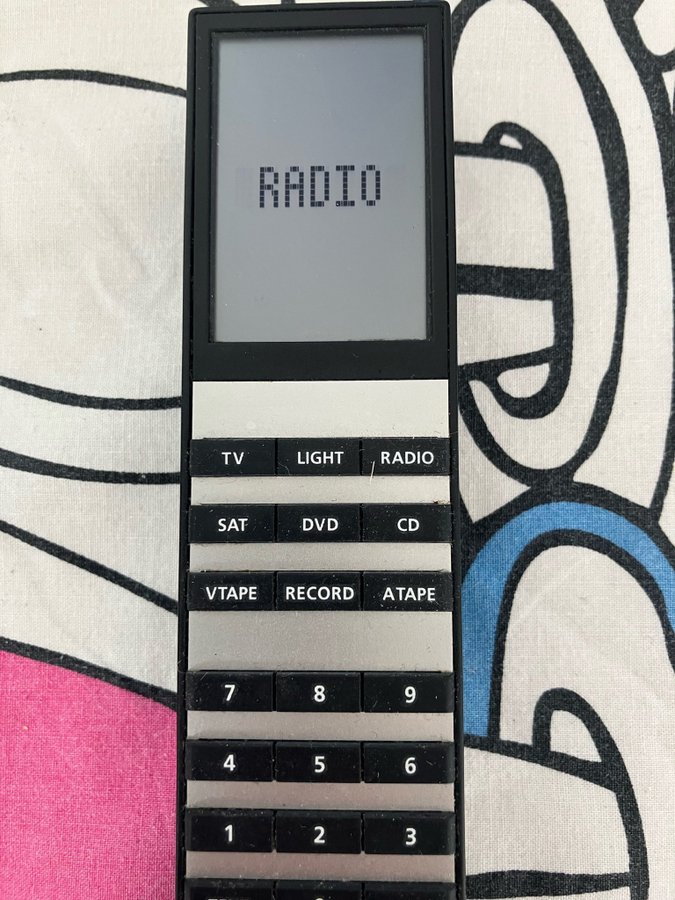 RADIO
TV LIGHT RADIO
SAT DVD CD
VTAPE RECORD ATAPE
7 8 9
4 5 6
1 2 3